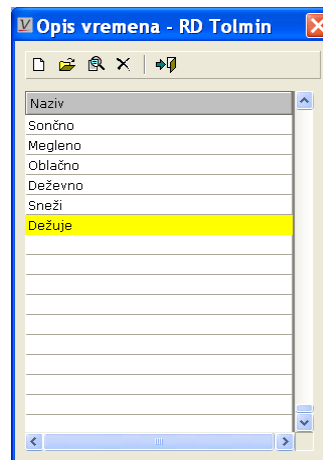 Opis vremena - RD Tolmin
Naziv
Sončno
Megleno
Oblačno
Deževno
Sneži
Dežuje